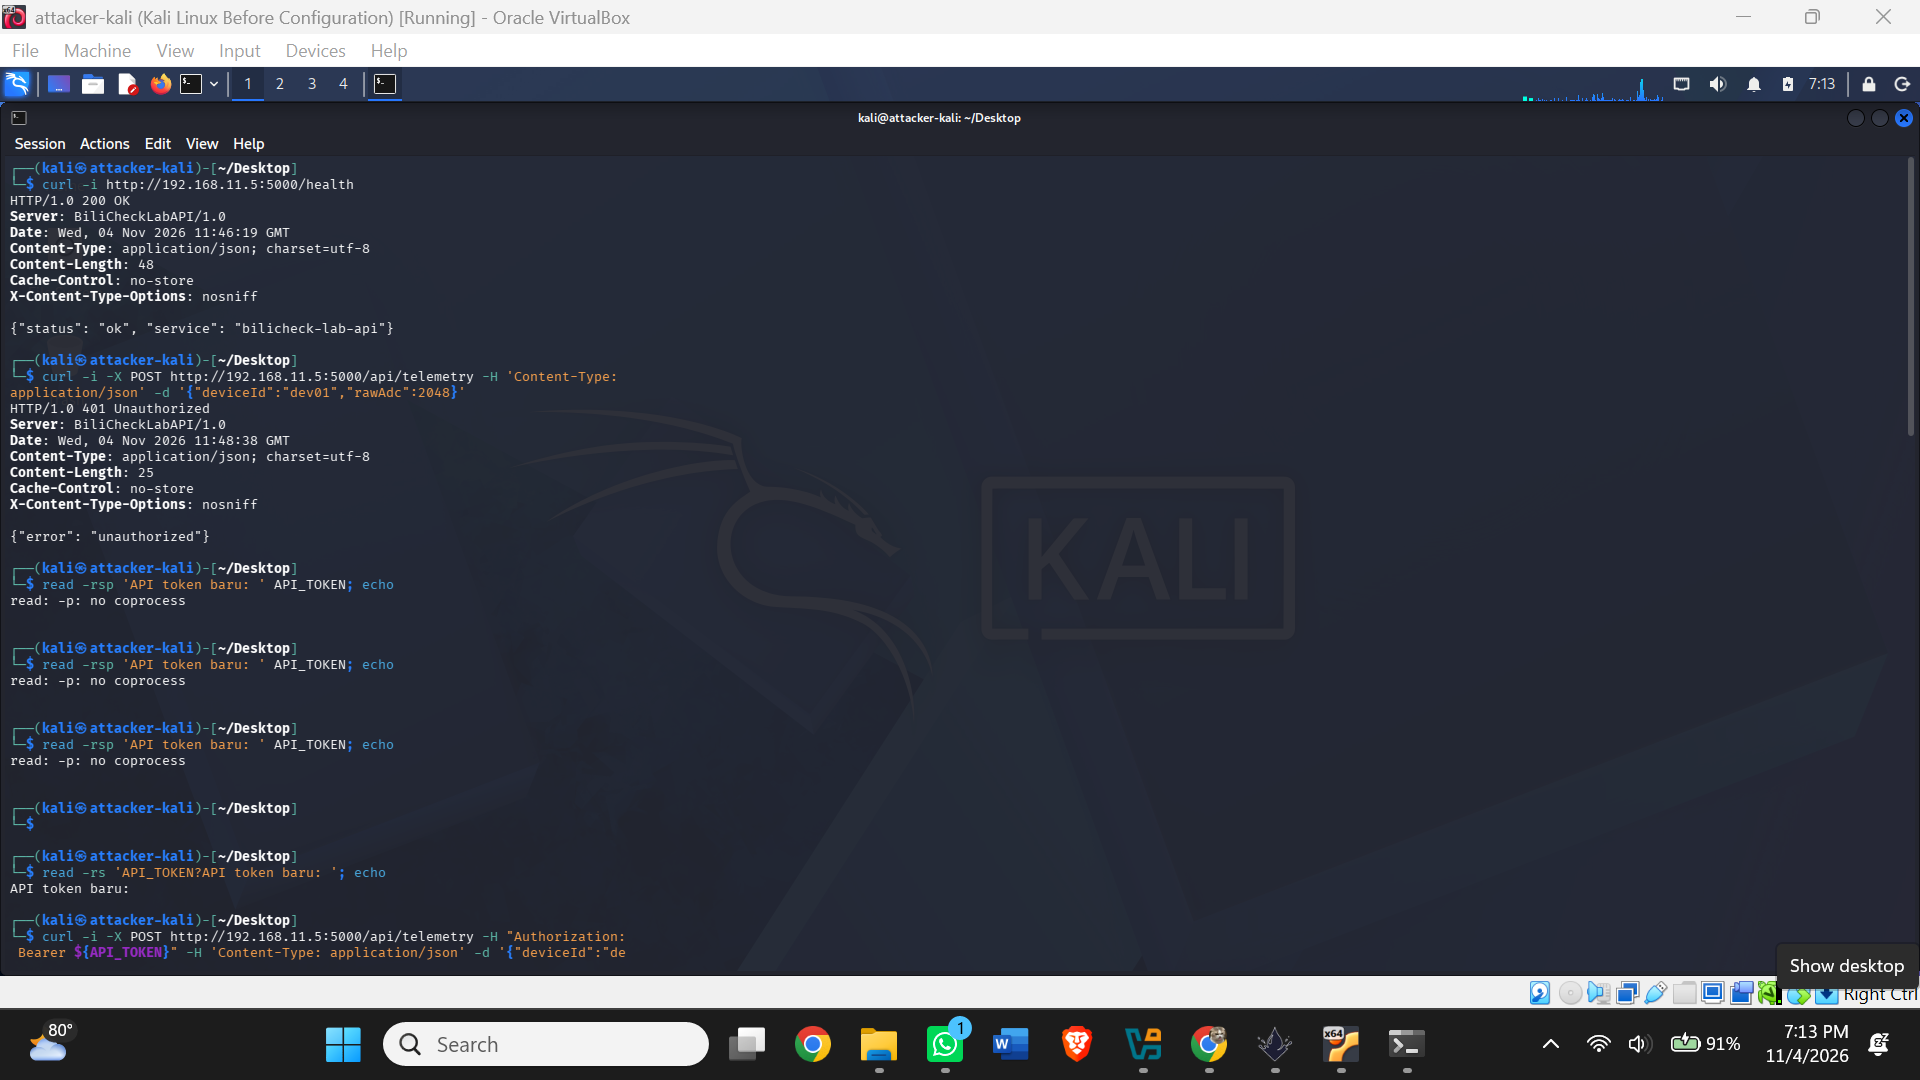 attacker-kali (Kali Linux Before Configuration) [Running] - Oracle VirtualBox
File Machine View Input Devices Help
1 2 3 4 7:13
kali@attacker-kali: ~/Desktop
Session Actions Edit View Help
┌──(kali㉿attacker-kali)-[~/Desktop]
└─$ curl -i http://192.168.11.5:5000/health
HTTP/1.0 200 OK
Server: BiliCheckLabAPI/1.0
Date: Wed, 04 Nov 2026 11:46:19 GMT
Content-Type: application/json; charset=utf-8
Content-Length: 48
Cache-Control: no-store
X-Content-Type-Options: nosniff
{"status": "ok", "service": "bilicheck-lab-api"}
┌──(kali㉿attacker-kali)-[~/Desktop]
└─$ curl -i -X POST http://192.168.11.5:5000/api/telemetry -H 'Content-Type:
application/json' -d '{"deviceId":"dev01","rawAdc":2048}'
HTTP/1.0 401 Unauthorized
Server: BiliCheckLabAPI/1.0
Date: Wed, 04 Nov 2026 11:48:38 GMT
Content-Type: application/json; charset=utf-8
Content-Length: 25
Cache-Control: no-store
X-Content-Type-Options: nosniff
{"error": "unauthorized"}
┌──(kali㉿attacker-kali)-[~/Desktop]
└─$ read -rsp 'API token baru: ' API_TOKEN; echo
read: -p: no coprocess
┌──(kali㉿attacker-kali)-[~/Desktop]
└─$ read -rsp 'API token baru: ' API_TOKEN; echo
read: -p: no coprocess
┌──(kali㉿attacker-kali)-[~/Desktop]
└─$ read -rsp 'API token baru: ' API_TOKEN; echo
read: -p: no coprocess
┌──(kali㉿attacker-kali)-[~/Desktop]
└─$
┌──(kali㉿attacker-kali)-[~/Desktop]
└─$ read -rs 'API_TOKEN?API token baru: '; echo
API token baru:
┌──(kali㉿attacker-kali)-[~/Desktop]
└─$ curl -i -X POST http://192.168.11.5:5000/api/telemetry -H "Authorization:
Bearer ${API_TOKEN}" -H 'Content-Type: application/json' -d '{"deviceId":"de
KALI
Show desktop
Right Ctrl
80°
Search
1
x64
91%
7:13 PM
11/4/2026